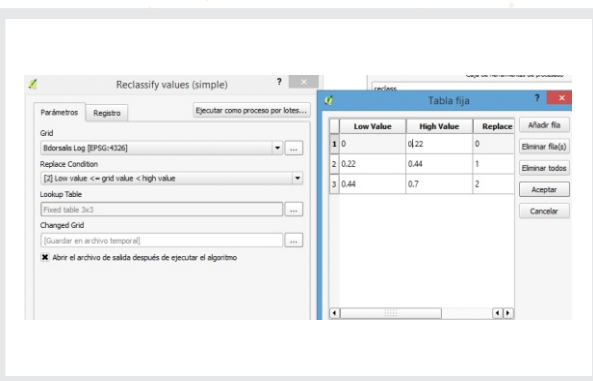 Reclassify values (simple)
?
Parámetros
Registro
Ejecutar como proceso por lotes...
Grid
Bdorsalis Log [EPSG:4326]
...
Replace Condition
[2] Low value <= grid value < high value
Lookup Table
Fixed table 3x3
...
Changed Grid
[Guardar en archivo temporal]
...
Abrir el archivo de salida después de ejecutar el algoritmo
reclass
Tabla fija
?
Low Value High Value Replace
1 0 0.22 0
2 0.22 0.44 1
3 0.44 0.7 2
Añadir fila
Eliminar fila(s)
Eliminar todos
Aceptar
Cancelar